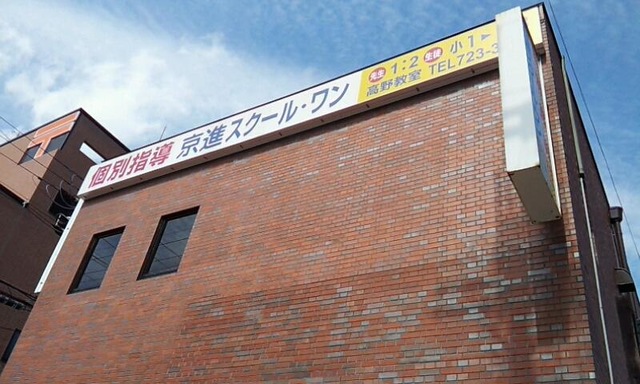 個別指導 京進スクール・ワン
先生 1:2 生徒 小1
高野教室 TEL723-3